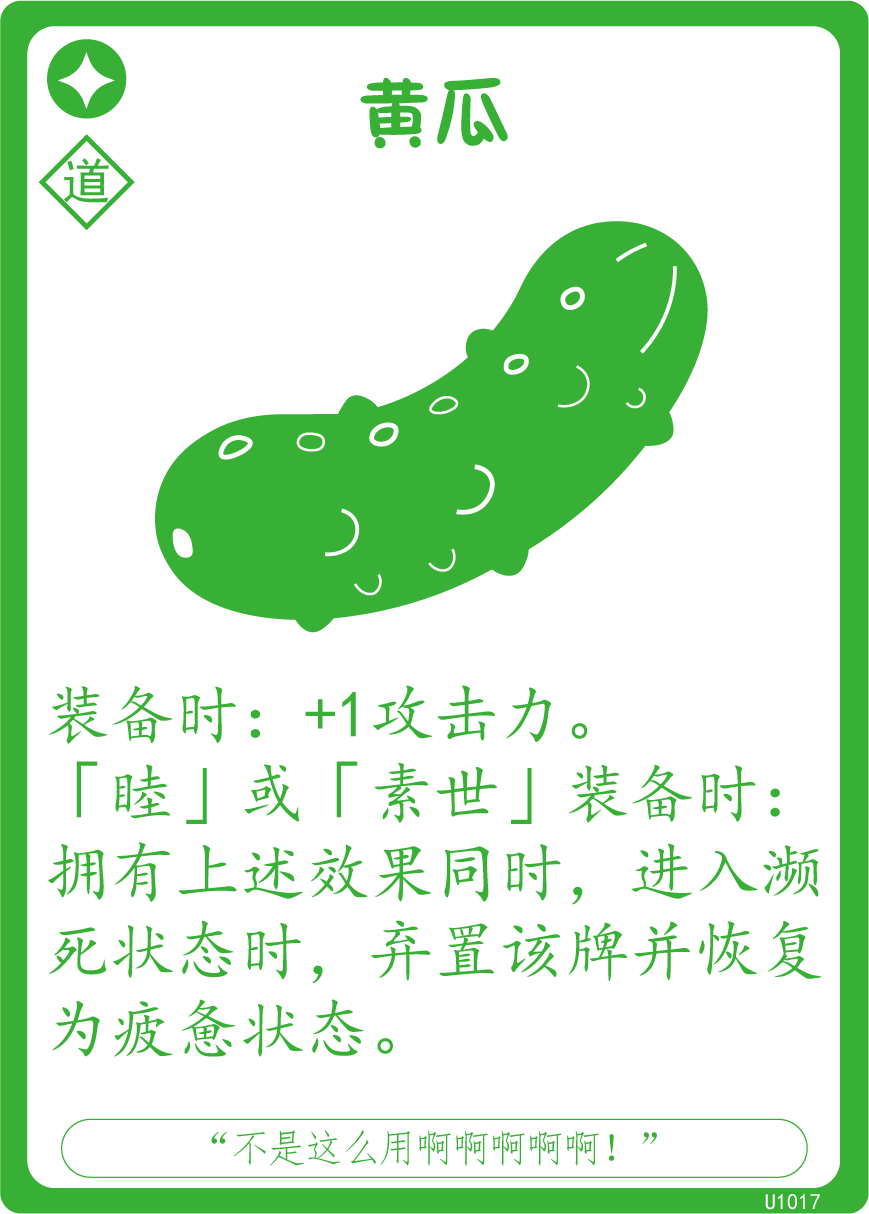 黄瓜
道
装备时：+1攻击力。
「睦」或「素世」装备时：
拥有上述效果同时，进入濒
死状态时，弃置该牌并恢复
为疲惫状态。
“不是这么用啊啊啊啊啊！”
U1017